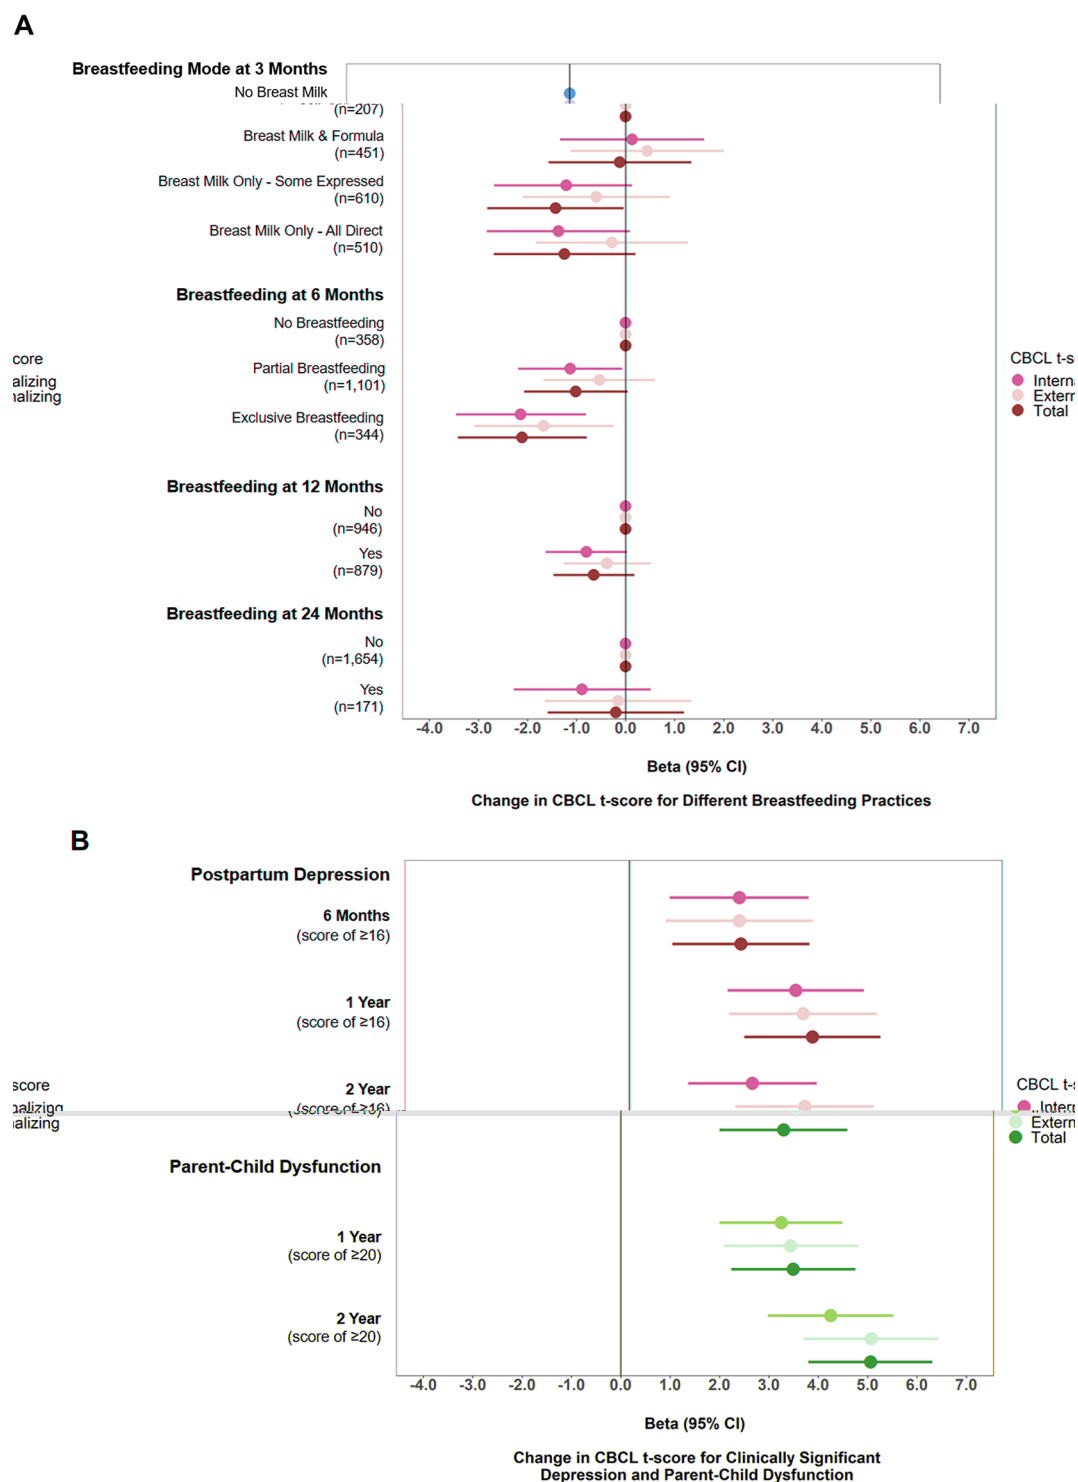 A
Breastfeeding Mode at 3 Months
No Breast Milk
(n=207)
Breast Milk & Formula
(n=451)
Breast Milk Only - Some Expressed
(n=610)
Breast Milk Only - All Direct
(n=510)
Breastfeeding at 6 Months
No Breastfeeding
(n=358)
core
alizing
nalizing
Partial Breastfeeding
(n=1,101)
Exclusive Breastfeeding
(n=344)
CBCL t-s
Interna
Extern
Total
Breastfeeding at 12 Months
No
(n=946)
Yes
(n=879)
Breastfeeding at 24 Months
No
(n=1,654)
Yes
(n=171)
-4.0 -3.0 -2.0 -1.0 0.0 1.0 2.0 3.0 4.0 5.0 6.0 7.0
Beta (95% CI)
Change in CBCL t-score for Different Breastfeeding Practices
B
Postpartum Depression
6 Months
(score of ≥16)
1 Year
(score of ≥16)
2 Year
(score of ≥16)
score
nalizing
alizing
CBCL t-s
Intern
Extern
Total
Parent-Child Dysfunction
1 Year
(score of ≥20)
2 Year
(score of ≥20)
-4.0 -3.0 -2.0 -1.0 0.0 1.0 2.0 3.0 4.0 5.0 6.0 7.0
Beta (95% CI)
Change in CBCL t-score for Clinically Significant
Depression and Parent-Child Dysfunction